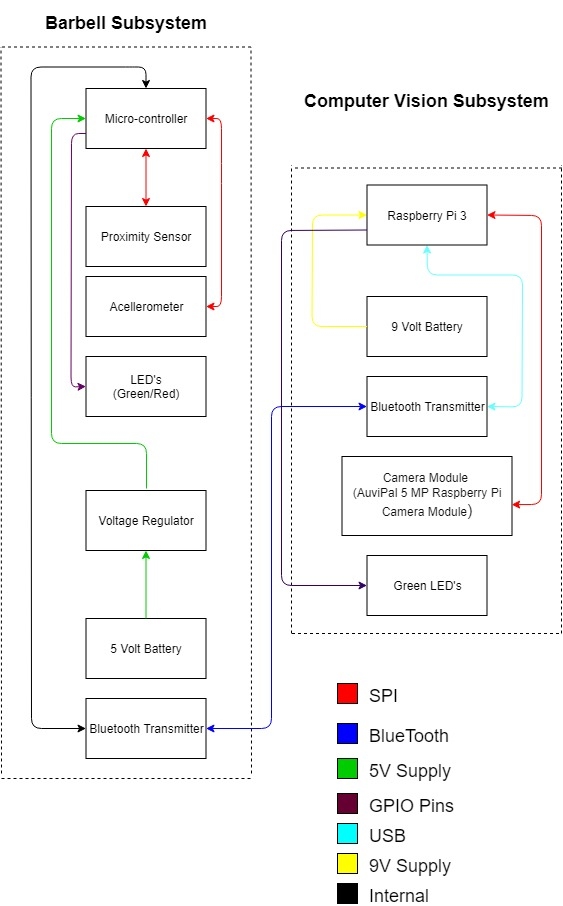 Barbell Subsystem
Micro-controller
Proximity Sensor
Acellerometer
LED's
(Green/Red)
Voltage Regulator
5 Volt Battery
Bluetooth Transmitter
Computer Vision Subsystem
Raspberry Pi 3
9 Volt Battery
Bluetooth Transmitter
Camera Module
(AuviPal 5 MP Raspberry Pi
Camera Module)
Green LED's
SPI
BlueTooth
5V Supply
GPIO Pins
USB
9V Supply
Internal